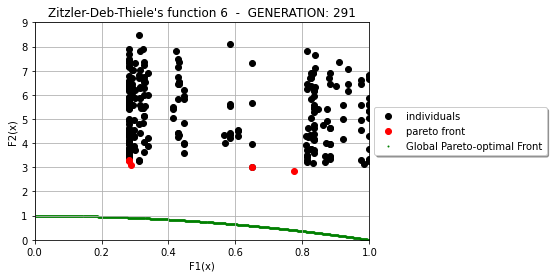 Zitzler-Deb-Thiele's function 6 - GENERATION: 291
F2(x)
9
8
7
6
5
4
3
2
1
0
0.0 0.2 0.4 0.6 0.8 1.0
F1(x)
individuals
pareto front
Global Pareto-optimal Front